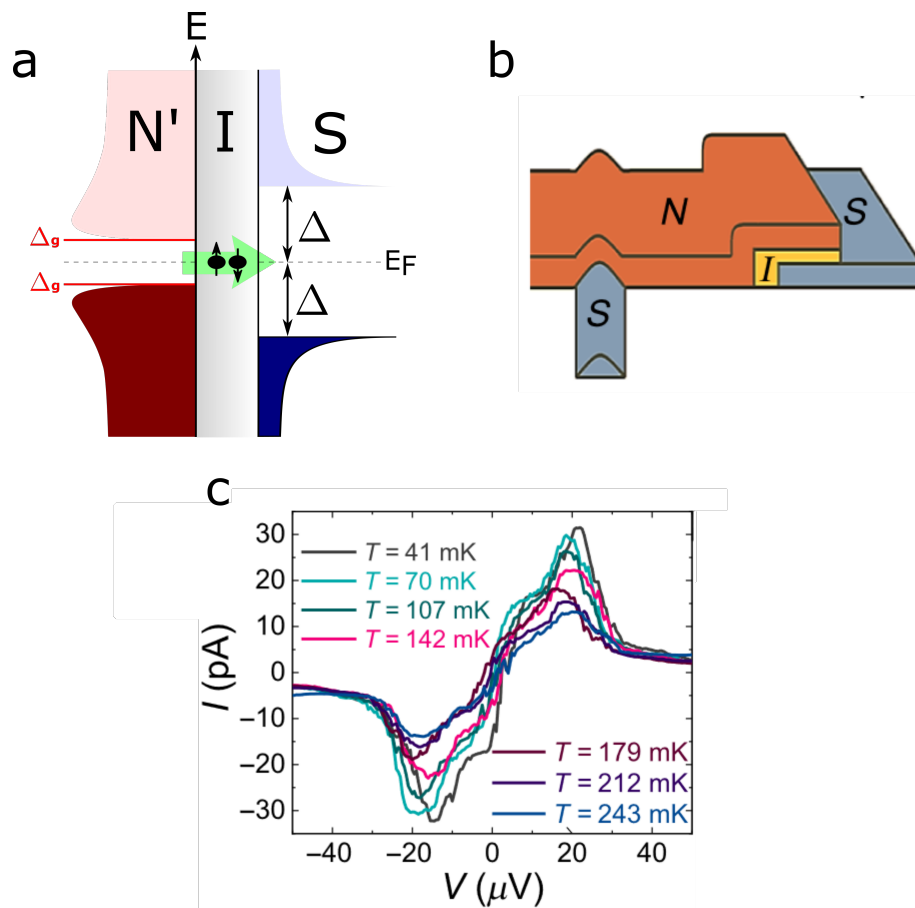 a
E
N'
I
S
Δg
Δg
Δ
Δ
EF
b
N
S
I
S
c
I (pA)
30
20
10
0
−10
−20
−30
T = 41 mK
T = 70 mK
T = 107 mK
T = 142 mK
T = 179 mK
T = 212 mK
T = 243 mK
−40
−20
0
20
40
V (μV)